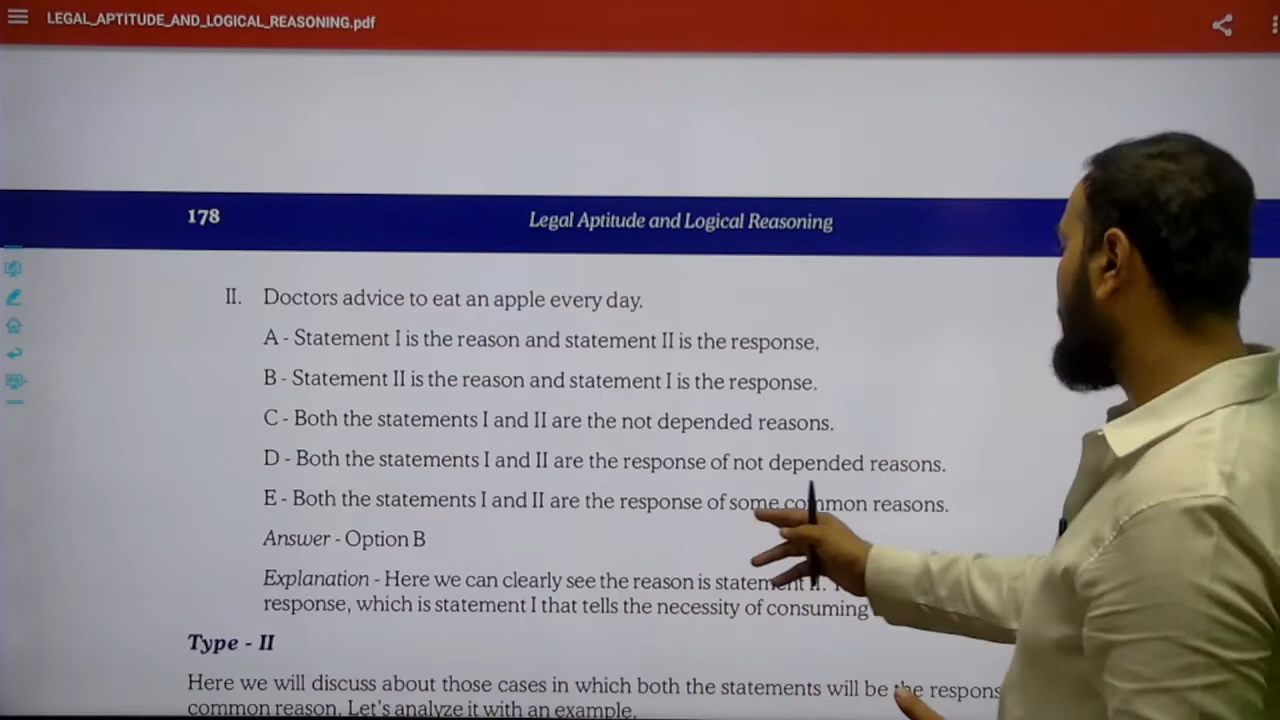 LEGAL_APTITUDE_AND_LOGICAL_REASONING.pdf
178
Legal Aptitude and Logical Reasoning
II. Doctors advice to eat an apple every day.
A - Statement I is the reason and statement II is the response.
B - Statement II is the reason and statement I is the response.
C - Both the statements I and II are the not depended reasons.
D - Both the statements I and II are the response of not depended reasons.
E - Both the statements I and II are the response of some common reasons.
Answer - Option B
Explanation - Here we can clearly see the reason is statement II.
response, which is statement I that tells the necessity of consuming
Type - II
Here we will discuss about those cases in which both the statements will be the respons
common reason. Let's analyze it with an example.